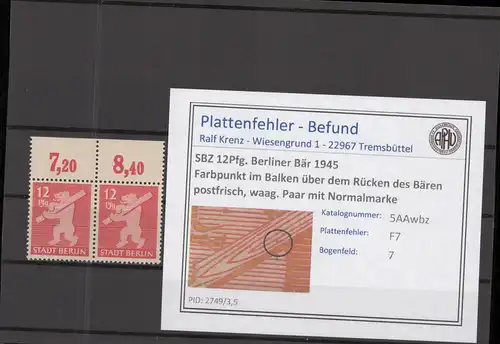 7,20 8,40
12 12
Pfg Pfg
STADT BERLIN STADT BERLIN
Plattenfehler - Befund
Ralf Krenz - Wiesengrund 1 - 22967 Tremsbüttel
SBZ 12Pfg. Berliner Bär 1945
Farbpunkt im Balken über dem Rücken des Bären
postfrisch, waag. Paar mit Normalmarke
Katalognummer: 5AAwbz
Plattenfehler: F7
Bogenfeld: 7
PID: 2749/3,5